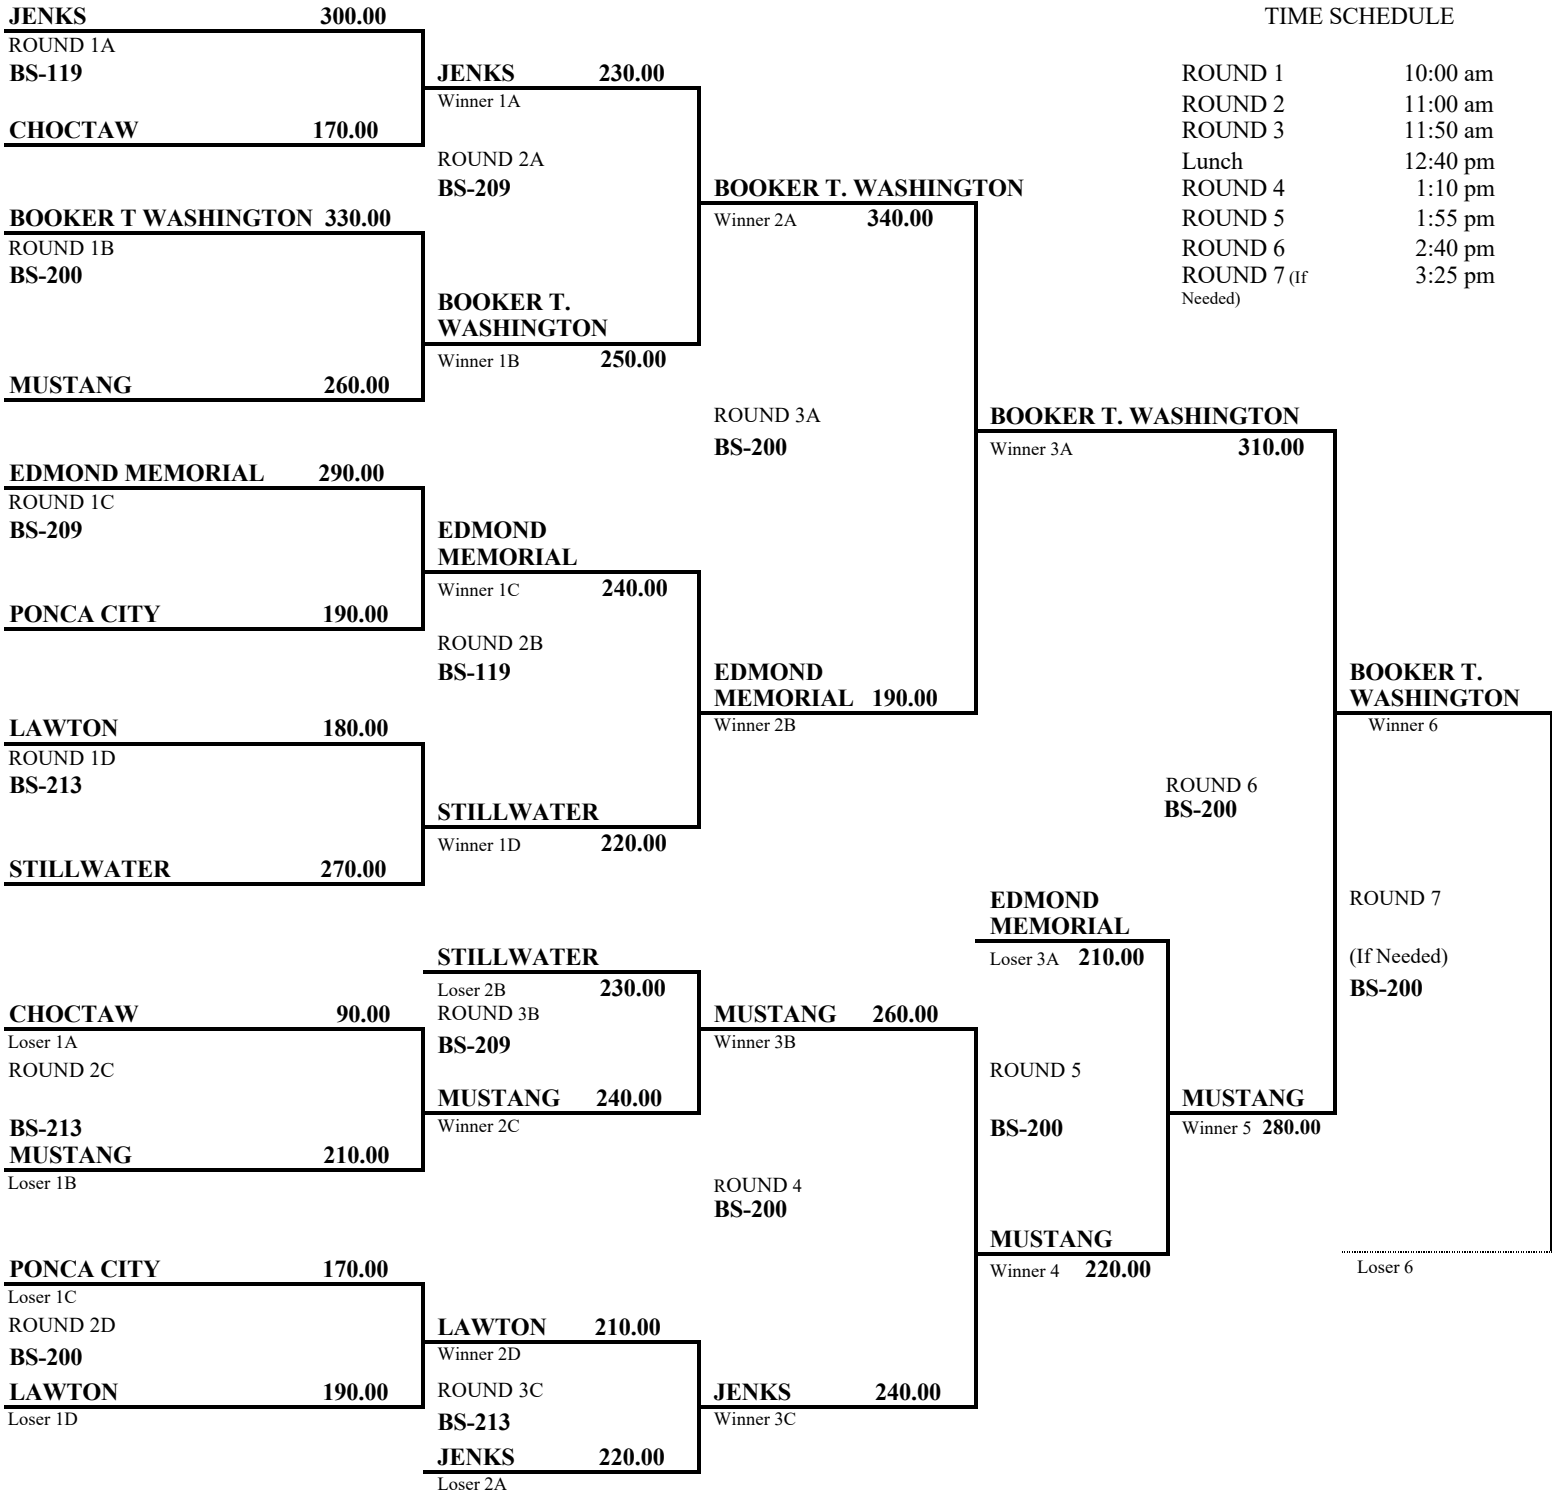 JENKS 300.00
ROUND 1A
BS-119
CHOCTAW 170.00
BOOKER T WASHINGTON 330.00
ROUND 1B
BS-200
MUSTANG 260.00
EDMOND MEMORIAL 290.00
ROUND 1C
BS-209
PONCA CITY 190.00
LAWTON 180.00
ROUND 1D
BS-213
STILLWATER 270.00
CHOCTAW 90.00
Loser 1A
ROUND 2C
BS-213
MUSTANG 210.00
Loser 1B
PONCA CITY 170.00
Loser 1C
ROUND 2D
BS-200
LAWTON 190.00
Loser 1D
JENKS 230.00
Winner 1A
ROUND 2A
BS-209
BOOKER T.
WASHINGTON
Winner 1B 250.00
EDMOND
MEMORIAL
Winner 1C 240.00
ROUND 2B
BS-119
STILLWATER
Winner 1D 220.00
STILLWATER
Loser 2B 230.00
ROUND 3B
BS-209
MUSTANG 240.00
Winner 2C
LAWTON 210.00
Winner 2D
ROUND 3C
BS-213
JENKS 220.00
Loser 2A
BOOKER T. WASHINGTON
Winner 2A 340.00
ROUND 3A
BS-200
EDMOND
MEMORIAL 190.00
Winner 2B
MUSTANG 260.00
Winner 3B
ROUND 4
BS-200
JENKS 240.00
Winner 3C
BOOKER T. WASHINGTON
Winner 3A 310.00
ROUND 6
BS-200
EDMOND
MEMORIAL
Loser 3A 210.00
ROUND 5
BS-200
MUSTANG
Winner 4 220.00
MUSTANG
Winner 5 280.00
BOOKER T.
WASHINGTON
Winner 6
ROUND 7
(If Needed)
BS-200
Loser 6
TIME SCHEDULE
ROUND 1 10:00 am
ROUND 2 11:00 am
ROUND 3 11:50 am
Lunch 12:40 pm
ROUND 4 1:10 pm
ROUND 5 1:55 pm
ROUND 6 2:40 pm
ROUND 7 (If 3:25 pm
Needed)